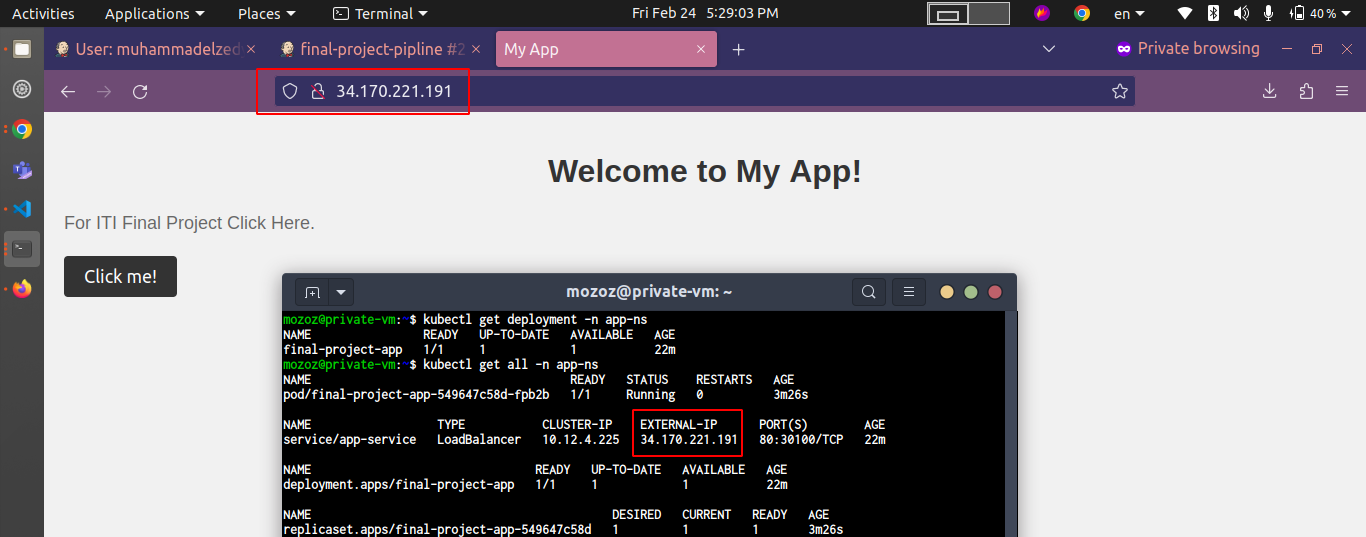 Activities Applications Places Terminal Fri Feb 24 5:29:03 PM en 40 %
User: muhammadelzed final-project-pipline #2 My App Private browsing
34.170.221.191
Welcome to My App!
For ITI Final Project Click Here.
Click me!
mozoz@private-vm: ~
mozoz@private-vm:~$ kubectl get deployment -n app-ns
NAME READY UP-TO-DATE AVAILABLE AGE
final-project-app 1/1 1 1 22m
mozoz@private-vm:~$ kubectl get all -n app-ns
NAME READY STATUS RESTARTS AGE
pod/final-project-app-549647c58d-fpb2b 1/1 Running 0 3m26s
NAME TYPE CLUSTER-IP EXTERNAL-IP PORT(S) AGE
service/app-service LoadBalancer 10.12.4.225 34.170.221.191 80:30100/TCP 22m
NAME READY UP-TO-DATE AVAILABLE AGE
deployment.apps/final-project-app 1/1 1 1 22m
NAME DESIRED CURRENT READY AGE
replicaset.apps/final-project-app-549647c58d 1 1 1 3m26s